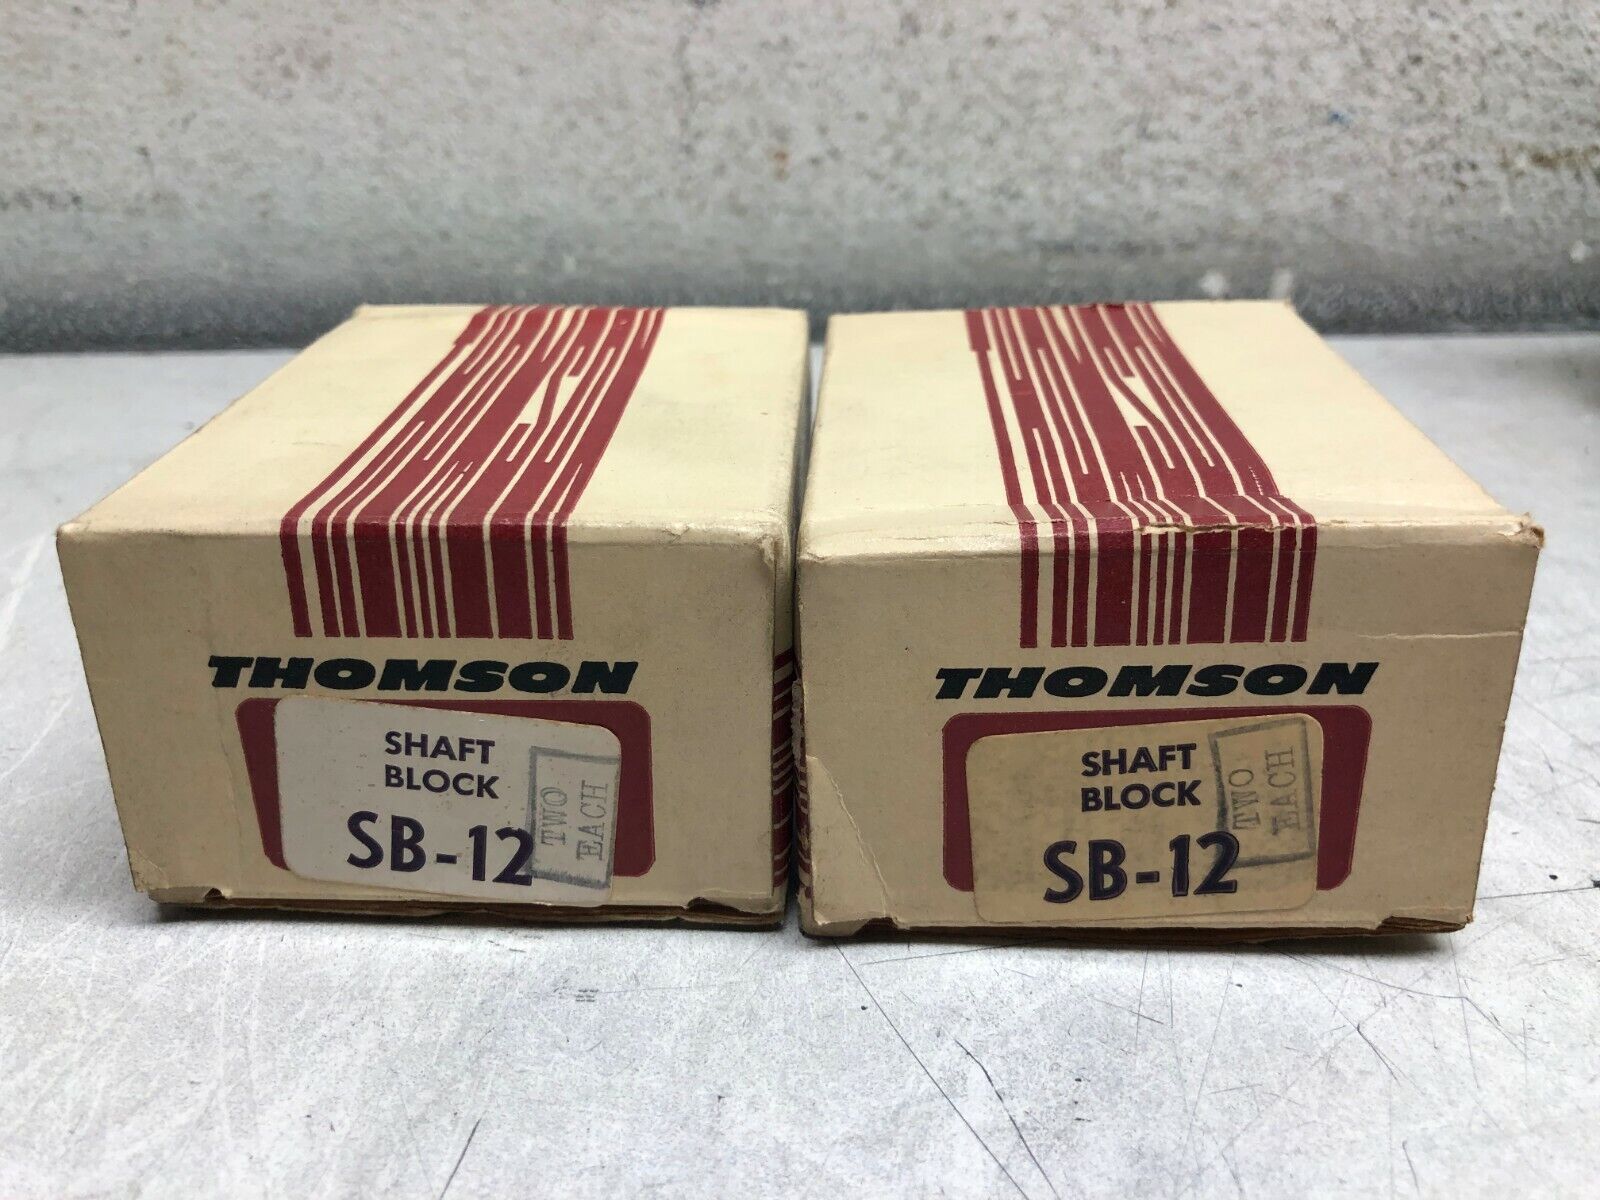 THOMSON
SHAFT
BLOCK
SB-12
TWO
EACH
THOMSON
SHAFT
BLOCK
SB-12
TWO
EACH